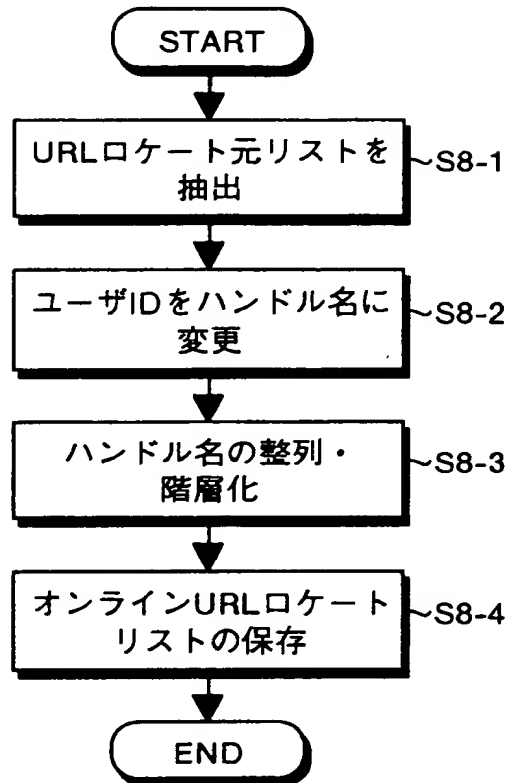 START
URLロケート元リストを
抽出
~S8-1
ユーザIDをハンドル名に
変更
~S8-2
ハンドル名の整列・
階層化
~S8-3
オンラインURLロケート
リストの保存
~S8-4
END